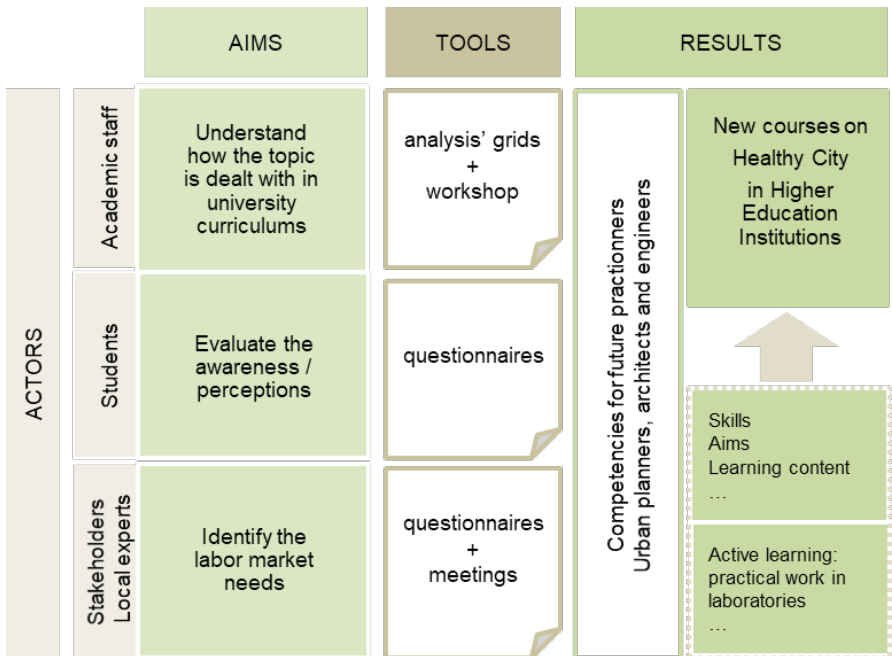 AIMS
TOOLS
RESULTS
ACTORS
Academic staff
Understand
how the topic
is dealt with in
university
curriculums
analysis' grids
+
workshop
Students
Evaluate the
awareness /
perceptions
questionnaires
Stakeholders
Local experts
Identify the
labor market
needs
questionnaires
+
meetings
Competencies for future practionners
Urban planners, architects and engineers
New courses on
Healthy City
in Higher
Education
Institutions
Skills
Aims
Learning content
…
Active learning:
practical work in
laboratories
…